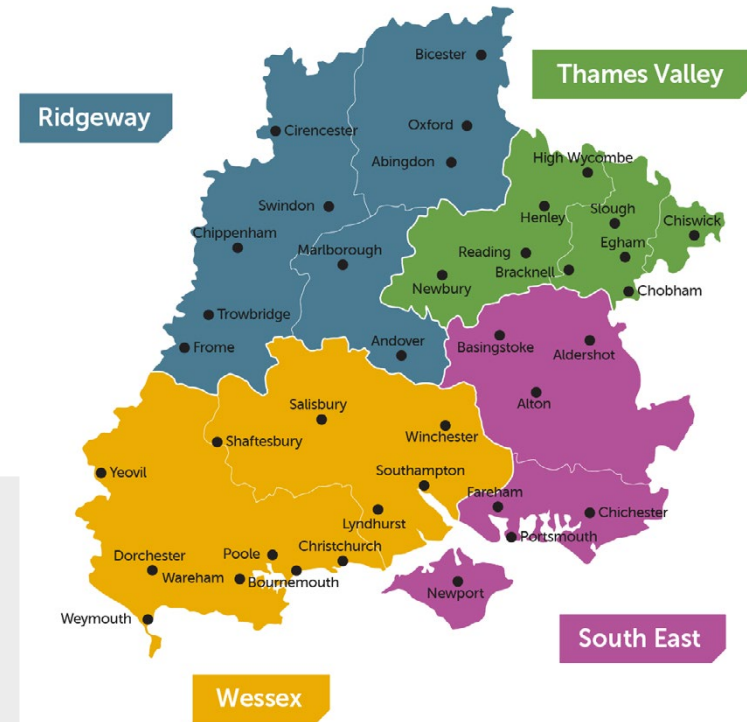 Bicester
Thames Valley
Ridgeway
Cirencester
Oxford
Abingdon
High Wycombe
Swindon
Henley
Slough
Chiswick
Chippenham
Marlborough
Reading
Egham
Newbury
Bracknell
Chobham
Trowbridge
Frome
Andover
Basingstoke
Aldershot
Alton
Salisbury
Winchester
Shaftesbury
Yeovil
Southampton
Fareham
Lyndhurst
Chichester
Portsmouth
Christchurch
Poole
Dorchester
Wareham
Bournemouth
Newport
Weymouth
South East
Wessex